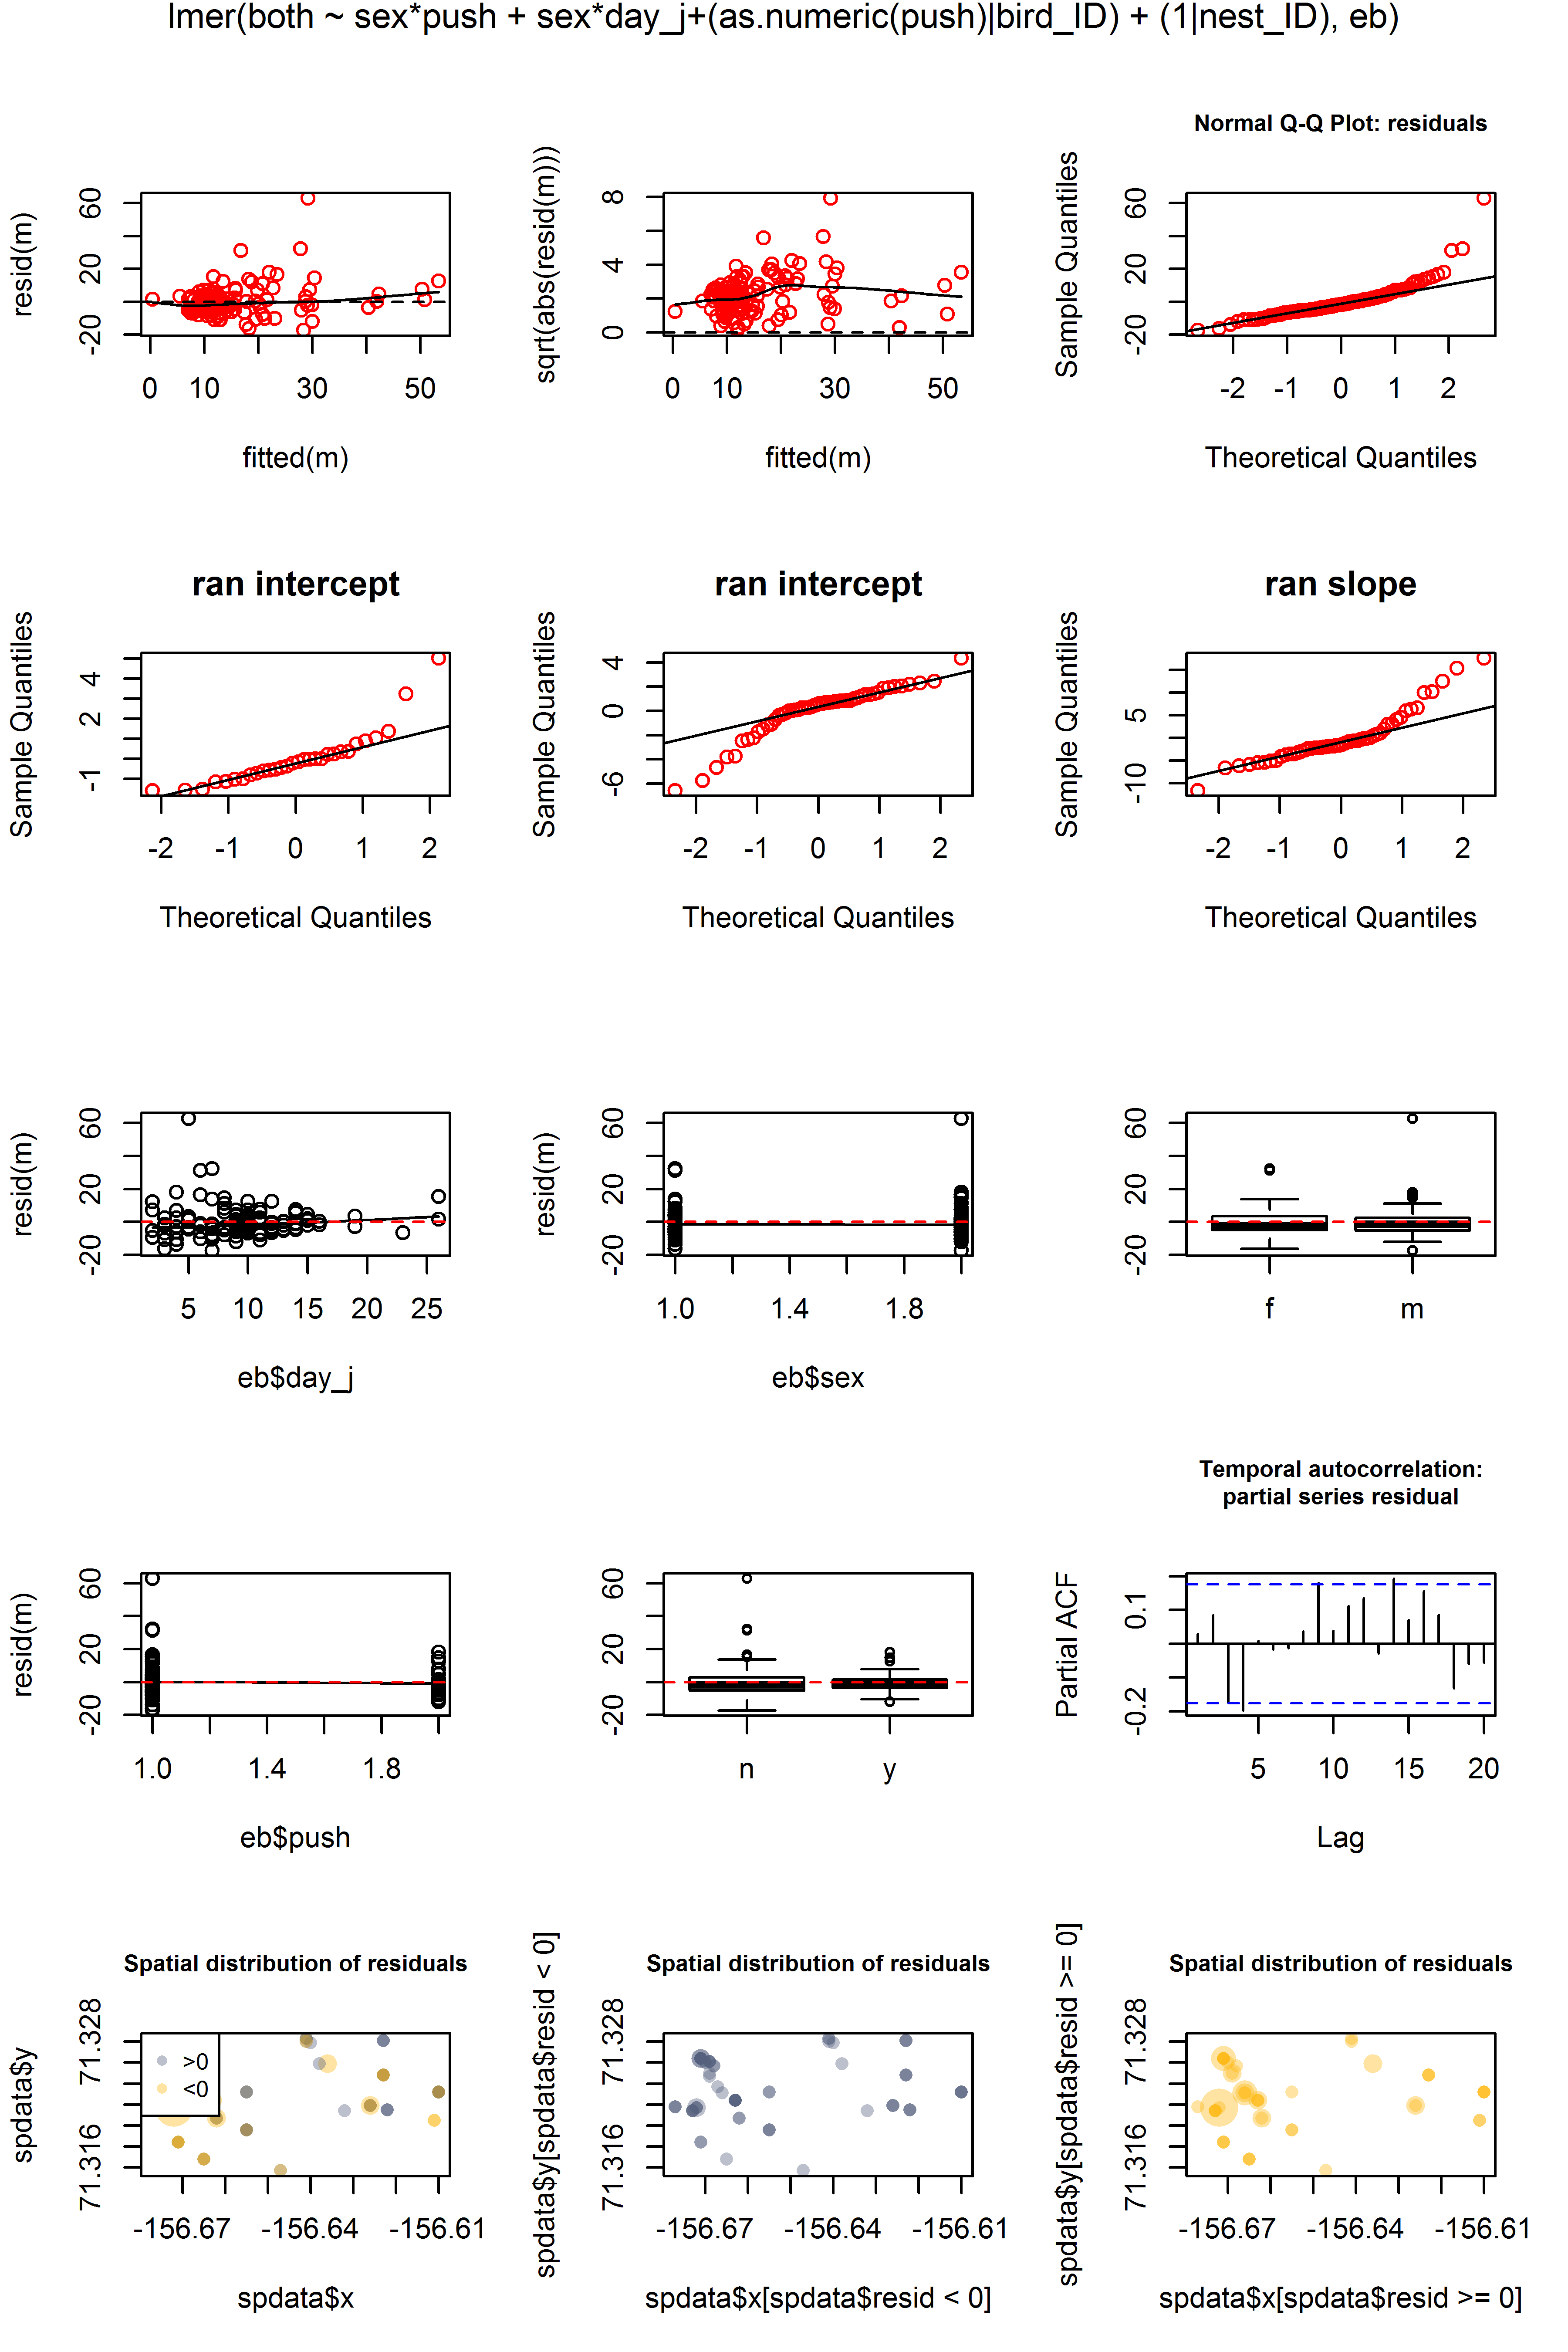 lmer(both ~ sex*push + sex*day_j+(as.numeric(push)|bird_ID) + (1|nest_ID), eb)
resid(m)
60
20
-20
0 10 30 50
fitted(m)
sqrt(abs(resid(m)))
8
4
0
0 10 30 50
fitted(m)
Normal Q-Q Plot: residuals
Sample Quantiles
60
20
-20
-2 -1 0 1 2
Theoretical Quantiles
ran intercept
Sample Quantiles
4
2
-1
-2 -1 0 1 2
Theoretical Quantiles
ran intercept
Sample Quantiles
4
0
-6
-2 -1 0 1 2
Theoretical Quantiles
ran slope
Sample Quantiles
5
-10
-2 -1 0 1 2
Theoretical Quantiles
resid(m)
60
20
-20
5 10 15 20 25
eb$day_j
resid(m)
60
20
-20
1.0 1.4 1.8
eb$sex
60
20
-20
f m
resid(m)
60
20
-20
1.0 1.4 1.8
eb$push
60
20
-20
n y
Temporal autocorrelation:
partial series residual
Partial ACF
0.1
-0.2
5 10 15 20
Lag
Spatial distribution of residuals
spdata$y
71.328
71.316
>0
<0
-156.67 -156.64 -156.61
spdata$x
Spatial distribution of residuals
spdata$y[spdata$resid < 0]
71.328
71.316
-156.67 -156.64 -156.61
spdata$x[spdata$resid < 0]
Spatial distribution of residuals
spdata$y[spdata$resid >= 0]
71.328
71.316
-156.67 -156.64 -156.61
spdata$x[spdata$resid >= 0]